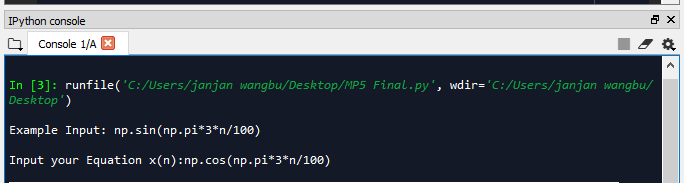 IPython console
Console 1/A
In [3]: runfile('C:/Users/janjan wangbu/Desktop/MP5 Final.py', wdir='C:/Users/janjan wangbu/
Desktop')
Example Input: np.sin(np.pi*3*n/100)
Input your Equation x(n):np.cos(np.pi*3*n/100)